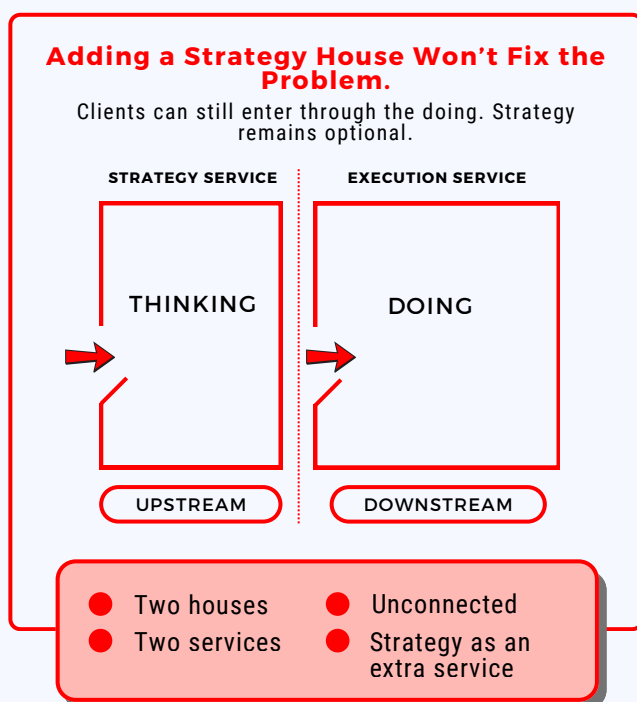 Adding a Strategy House Won’t Fix the
Problem.
Clients can still enter through the doing. Strategy
remains optional.
STRATEGY SERVICE
EXECUTION SERVICE
THINKING
DOING
UPSTREAM
DOWNSTREAM
Two houses
Two services
Unconnected
Strategy as an
extra service